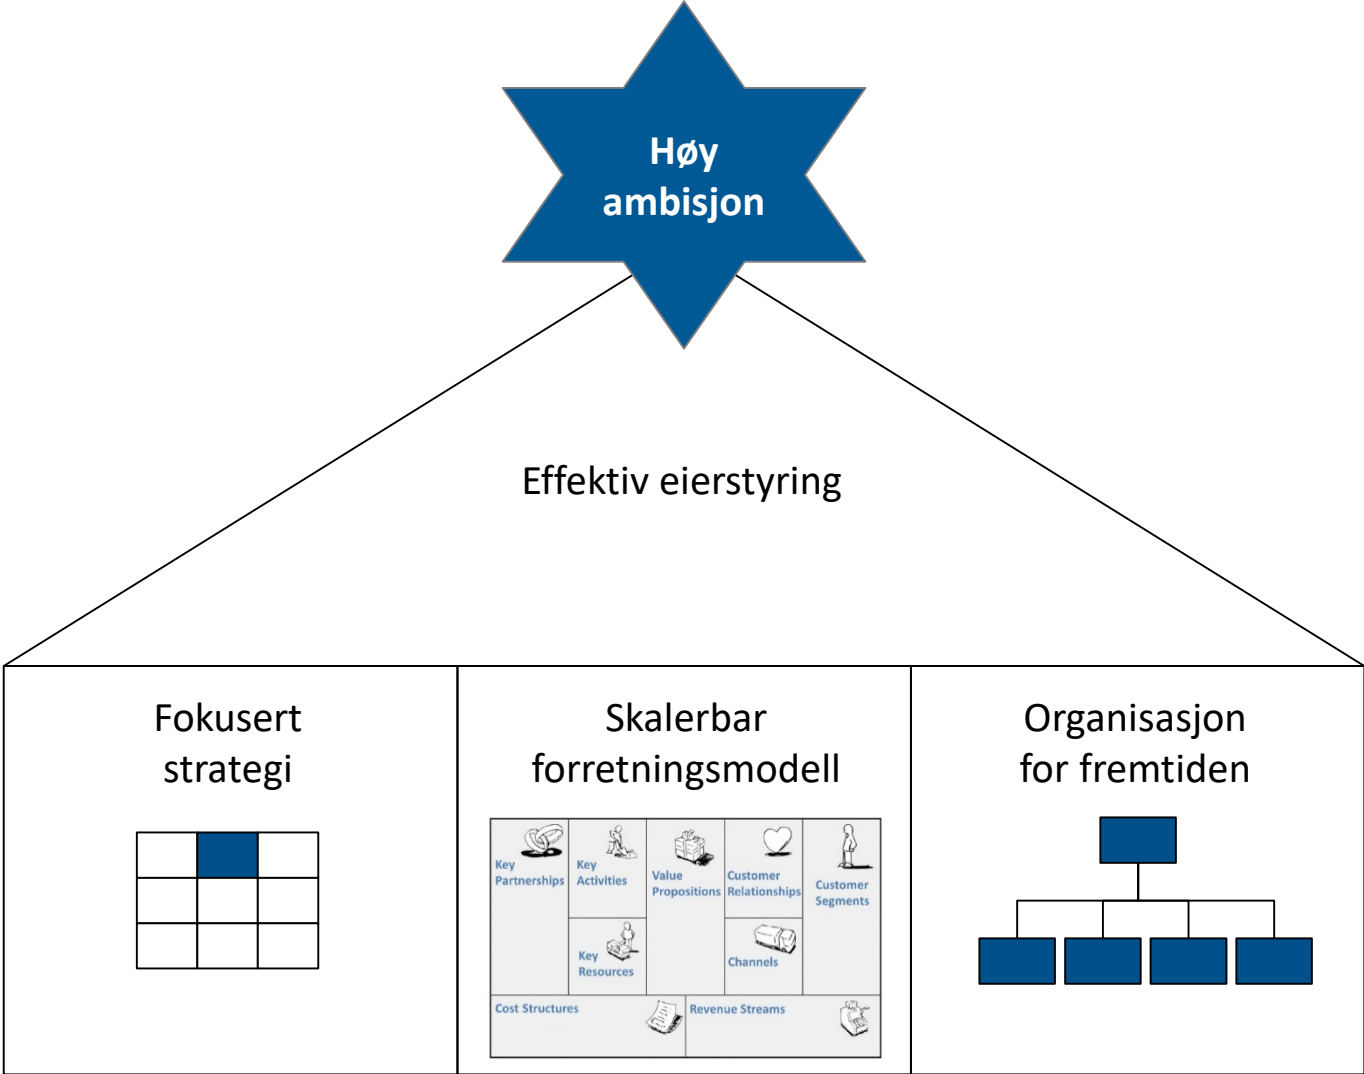 Høy
ambisjon
Effektiv eierstyring
Fokusert
strategi
Skalerbar
forretningsmodell
Organisasjon
for fremtiden
Key
Partnerships
Key
Activities
Value
Propositions
Customer
Relationships
Customer
Segments
Key
Resources
Channels
Cost Structures
Revenue Streams